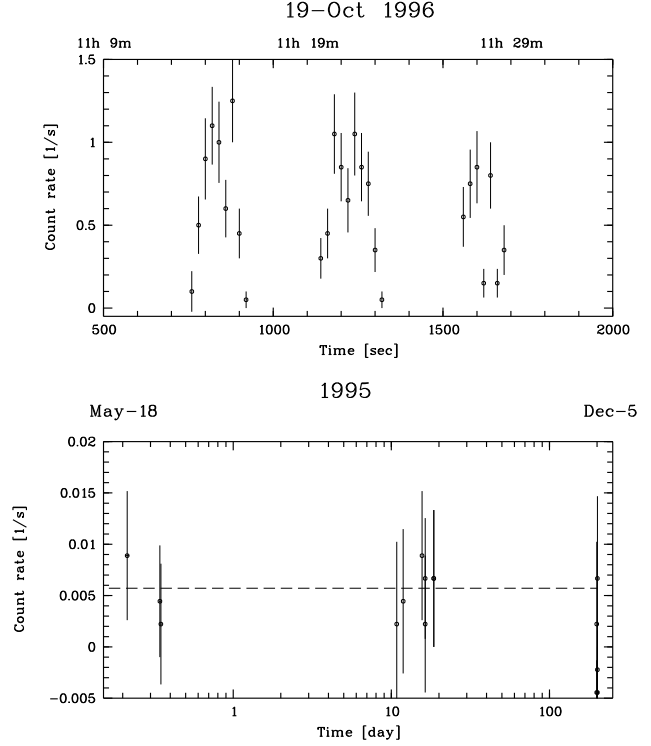 19-Oct 1996
11h 9m 11h 19m 11h 29m
1.5
1
0.5
0
Count rate [1/s]
500 1000 1500 2000
Time [sec]
1995
May-18 Dec-5
0.02
0.015
0.01
0.005
0
-0.005
Count rate [1/s]
1 10 100
Time [day]